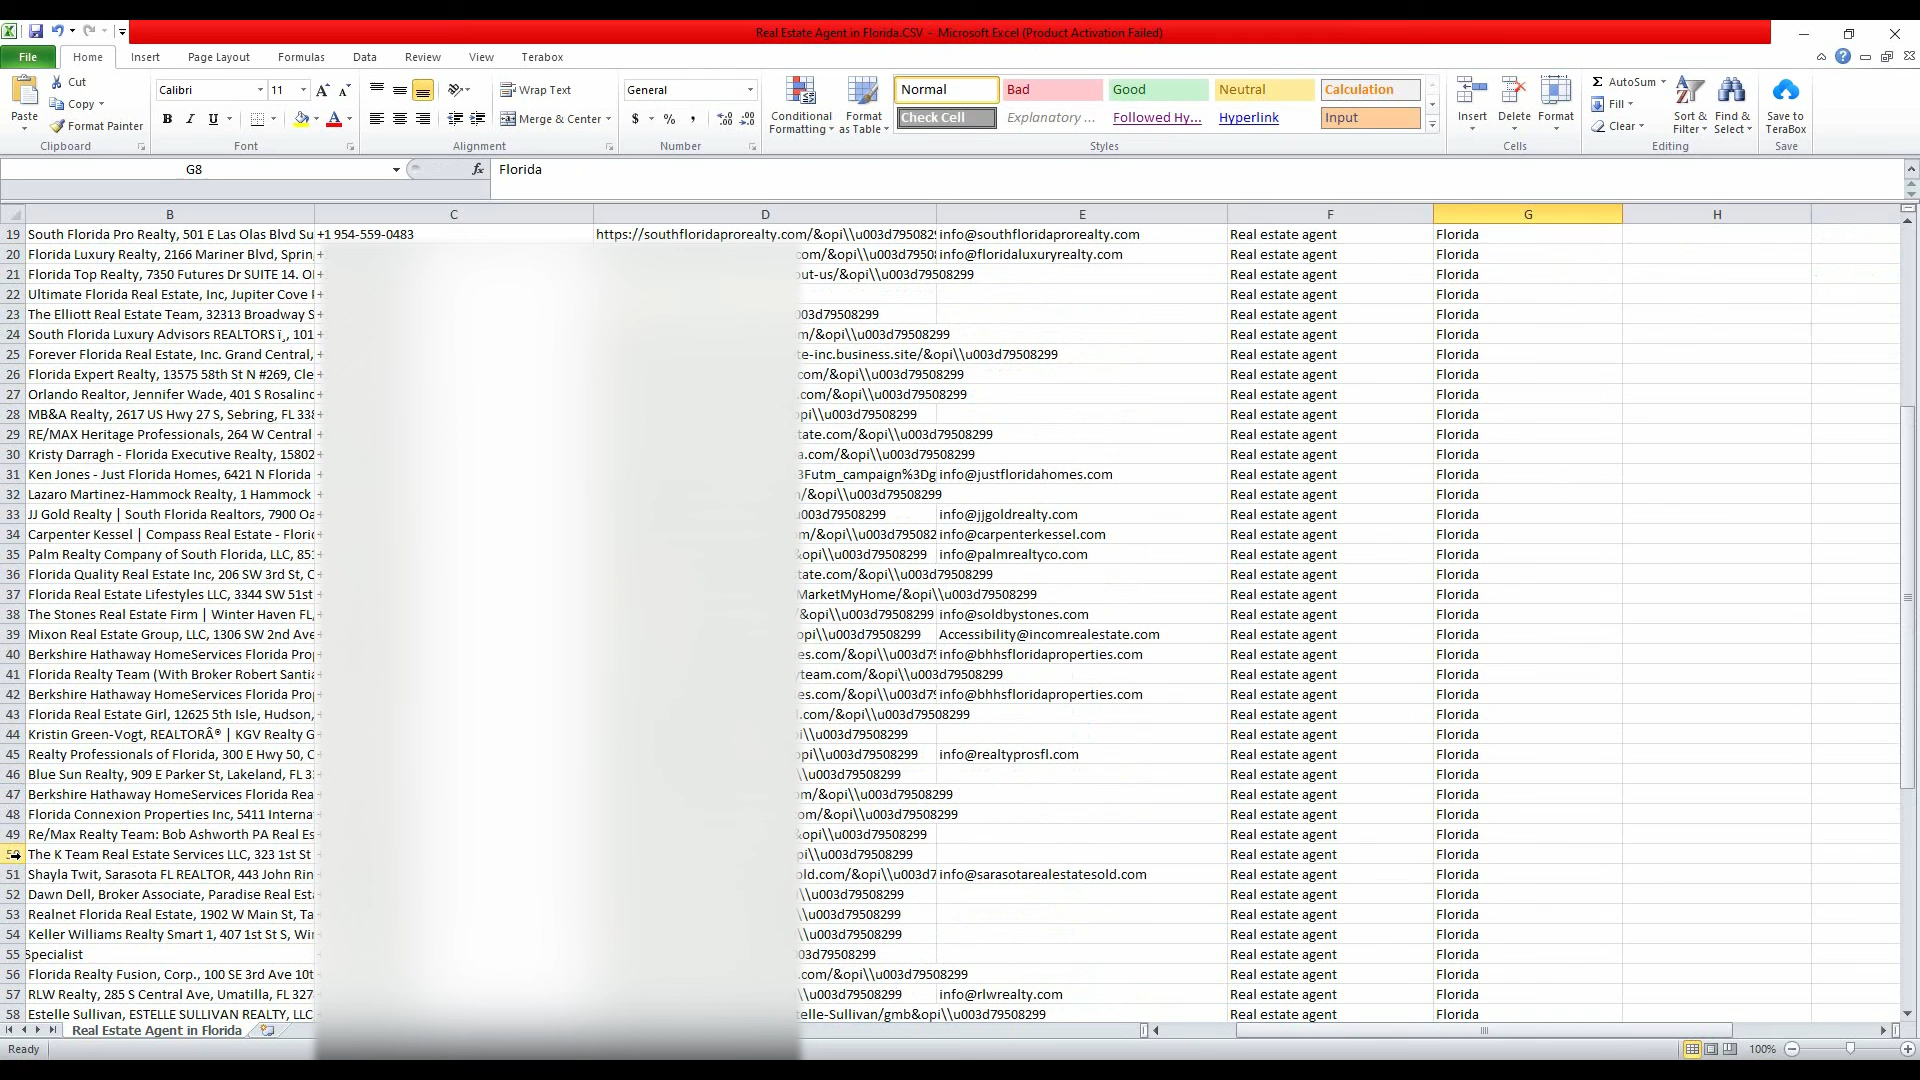 Real Estate Agent in Florida.CSV - Microsoft Excel (Product Activation Failed)
File Home Insert Page Layout Formulas Data Review View Terabox
Cut
Copy
Format Painter
Paste
Calibri 11
Wrap Text
Merge & Center
General
Conditional Formatting
Format as Table
Normal Bad Good Neutral Calculation
Check Cell Explanatory ... Followed Hy... Hyperlink Input
Insert Delete Format
AutoSum
Fill
Clear
Sort & Filter
Find & Select
Save to TeraBox
Clipboard Font Alignment Number Styles Cells Editing Save
G8 fx Florida
B C D E F G H
19 South Florida Pro Realty, 501 E Las Olas Blvd Su +1 954-559-0483 https://southfloridaprorealty.com/&opi\\u003d795082 info@southfloridaprorealty.com Real estate agent Florida
20 Florida Luxury Realty, 2166 Mariner Blvd, Spring + com/&opi\\u003d info@floridaluxuryrealty.com Real estate agent Florida
21 Florida Top Realty, 7350 Futures Dr SUITE 14. O + out-us/&opi\\u003d79508299 Real estate agent Florida
22 Ultimate Florida Real Estate, Inc, Jupiter Cove + Real estate agent Florida
23 The Elliott Real Estate Team, 32313 Broadway S 03d79508299 Real estate agent Florida
24 South Florida Luxury Advisors REALTORS ï¸, 101 om/&opi\\u003d79508299 Real estate agent Florida
25 Forever Florida Real Estate, Inc. Grand Central, te-inc.business.site/&opi\\u003d79508299 Real estate agent Florida
26 Florida Expert Realty, 13575 58th St N #269, Cle + com/&opi\\u003d79508299 Real estate agent Florida
27 Orlando Realtor, Jennifer Wade, 401 S Rosalind + .com/&opi\\u003d79508299 Real estate agent Florida
28 MB&A Realty, 2617 US Hwy 27 S, Sebring, FL 338 + pi\\u003d79508299 Real estate agent Florida
29 RE/MAX Heritage Professionals, 264 W Central + tate.com/&opi\\u003d79508299 Real estate agent Florida
30 Kristy Darragh - Florida Executive Realty, 15802 a.com/&opi\\u003d79508299 Real estate agent Florida
31 Ken Jones - Just Florida Homes, 6421 N Florida + 3Futm_campaign%3Dg info@justfloridahomes.com Real estate agent Florida
32 Lazaro Martinez-Hammock Realty, 1 Hammock + /&opi\\u003d79508299 Real estate agent Florida
33 JJ Gold Realty | South Florida Realtors, 7900 Oa + u003d79508299 info@jjgoldrealty.com Real estate agent Florida
34 Carpenter Kessel | Compass Real Estate - Floric + m/&opi\\u003d795082 info@carpenterkessel.com Real estate agent Florida
35 Palm Realty Company of South Florida, LLC, 851 + &opi\\u003d79508299 info@palmrealtyco.com Real estate agent Florida
36 Florida Quality Real Estate Inc, 206 SW 3rd St, C + tate.com/&opi\\u003d79508299 Real estate agent Florida
37 Florida Real Estate Lifestyles LLC, 3344 SW 51st + MarketMyHome/&opi\\u003d79508299 Real estate agent Florida
38 The Stones Real Estate Firm | Winter Haven FL, + /&opi\\u003d79508299 info@soldbystones.com Real estate agent Florida
39 Mixon Real Estate Group, LLC, 1306 SW 2nd Ave + opi\\u003d79508299 Accessibility@incomrealestate.com Real estate agent Florida
40 Berkshire Hathaway HomeServices Florida Prop + es.com/&opi\\u003d7 info@bhhsfloridaproperties.com Real estate agent Florida
41 Florida Realty Team (With Broker Robert Santia + yteam.com/&opi\\u003d79508299 Real estate agent Florida
42 Berkshire Hathaway HomeServices Florida Prop + es.com/&opi\\u003d79 info@bhhsfloridaproperties.com Real estate agent Florida
43 Florida Real Estate Girl, 12625 5th Isle, Hudson, + .com/&opi\\u003d79508299 Real estate agent Florida
44 Kristin Green-Vogt, REALTORÂ® | KGV Realty G + \\u003d79508299 Real estate agent Florida
45 Realty Professionals of Florida, 300 E Hwy 50, C + opi\\u003d79508299 info@realtyprosfl.com Real estate agent Florida
46 Blue Sun Realty, 909 E Parker St, Lakeland, FL 33 + \\u003d79508299 Real estate agent Florida
47 Berkshire Hathaway HomeServices Florida Rea + om/&opi\\u003d79508299 Real estate agent Florida
48 Florida Connexion Properties Inc, 5411 Interna + com/&opi\\u003d79508299 Real estate agent Florida
49 Re/Max Realty Team: Bob Ashworth PA Real Es + &opi\\u003d79508299 Real estate agent Florida
The K Team Real Estate Services LLC, 323 1st St + pi\\u003d79508299 Real estate agent Florida
51 Shayla Twit, Sarasota FL REALTOR, 443 John Rin + old.com/&opi\\u003d7 info@sarasotarealestatesold.com Real estate agent Florida
52 Dawn Dell, Broker Associate, Paradise Real Esta + \\u003d79508299 Real estate agent Florida
53 Realnet Florida Real Estate, 1902 W Main St, Ta + \\u003d79508299 Real estate agent Florida
54 Keller Williams Realty Smart 1, 407 1st St S, Win + \\u003d79508299 Real estate agent Florida
55 Specialist + 03d79508299 Real estate agent Florida
56 Florida Realty Fusion, Corp., 100 SE 3rd Ave 10t + .com/&opi\\u003d79508299 Real estate agent Florida
57 RLW Realty, 285 S Central Ave, Umatilla, FL 327 + \\u003d79508299 info@rlwrealty.com Real estate agent Florida
58 Estelle Sullivan, ESTELLE SULLIVAN REALTY, LLC + telle-Sullivan/gmb&opi\\u003d79508299 Real estate agent Florida
Real Estate Agent in Florida
Ready 100%